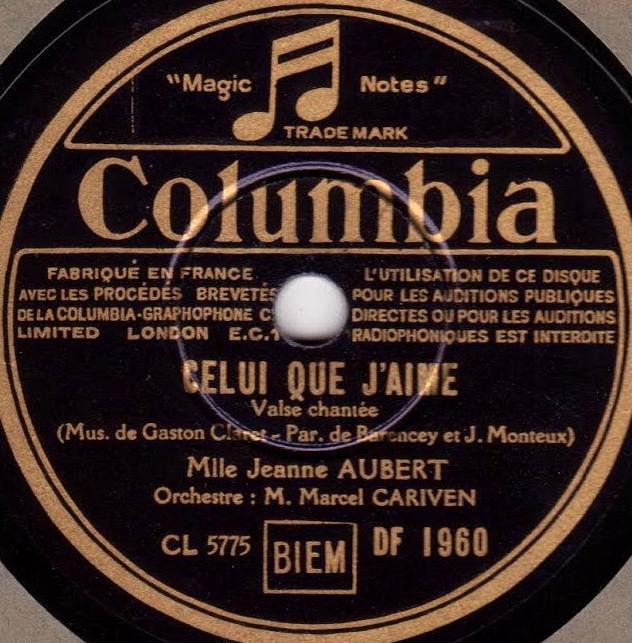 "Magic Notes"
TRADE MARK
Columbia
FABRIQUÉ EN FRANCE
AVEC LES PROCÉDÉS BREVETÉS
DE LA COLUMBIA-GRAPHOPHONE C
LIMITED LONDON E.C.1
L'UTILISATION DE CE DISQUE
POUR LES AUDITIONS PUBLIQUES
DIRECTES OU POUR LES AUDITIONS
RADIOPHONIQUES EST INTERDITE
CELUI QUE J'AIME
Valse chantée
(Mus. de Gaston Claret - Par. de Barencey et J. Monteux)
Mlle Jeanne AUBERT
Orchestre : M. Marcel CARIVEN
CL 5775 BIEM DF 1960